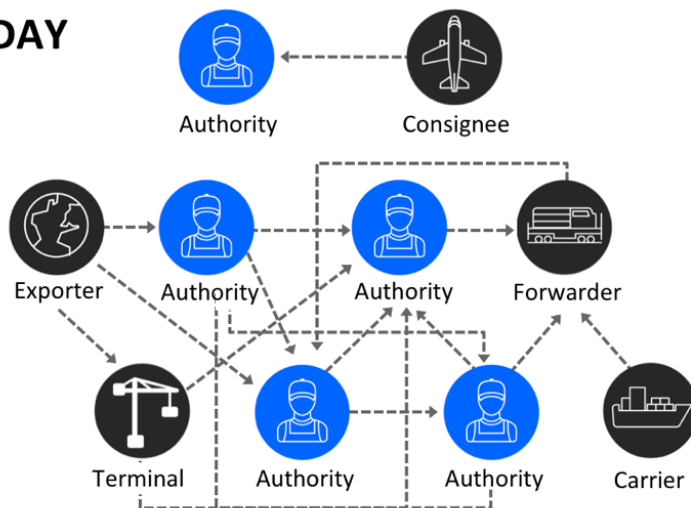 DAY
Authority
Consignee
Exporter
Authority
Authority
Forwarder
Terminal
Authority
Authority
Carrier